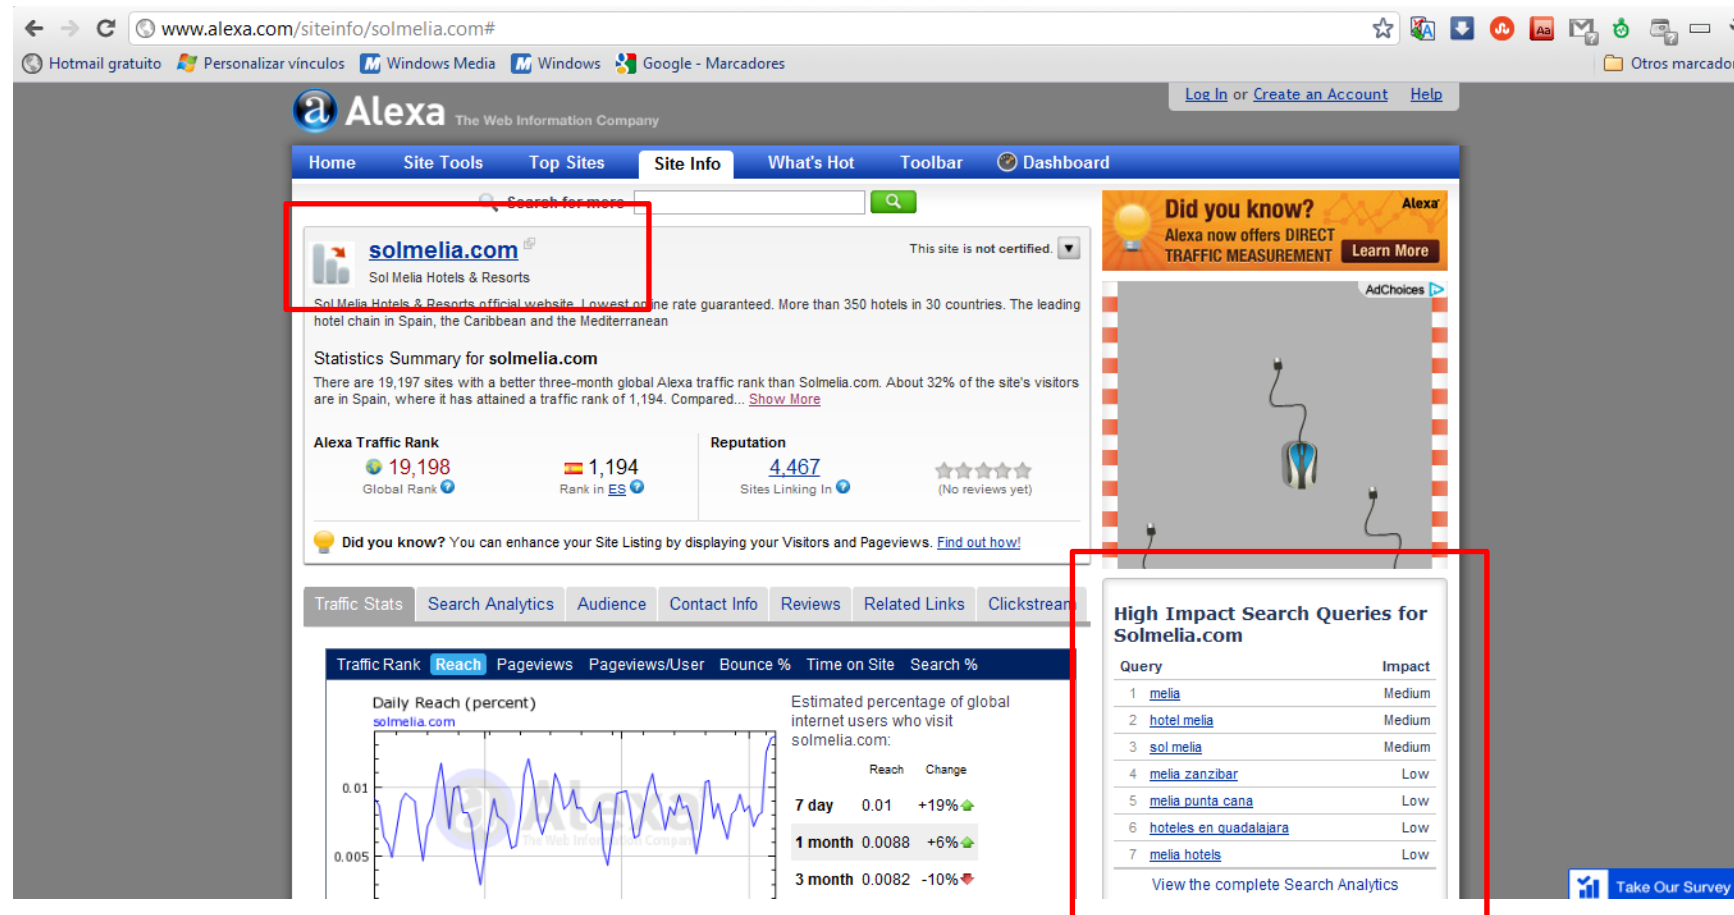 www.alexa.com/siteinfo/solmelia.com#
Hotmail gratuito Personalizar vínculos Windows Media Windows Google - Marcadores Otros
Alexa The Web Information Company
Log In or Create an Account Help
Home Site Tools Top Sites Site Info What's Hot Toolbar Dashboard
Search for more
Did you know? Alexa
Alexa now offers DIRECT
TRAFFIC MEASUREMENT Learn More
solmelia.com
This site is not certified.
Sol Melia Hotels & Resorts
Sol Melia Hotels & Resorts official website. Lowest online rate guaranteed. More than 350 hotels in 30 countries. The leading
hotel chain in Spain, the Caribbean and the Mediterranean
AdChoices
Statistics Summary for solmelia.com
There are 19,197 sites with a better three-month global Alexa traffic rank than Solmelia.com. About 32% of the site's visitors
are in Spain, where it has attained a traffic rank of 1,194. Compared... Show More
Alexa Traffic Rank
19,198
Global Rank
1,194
Rank in ES
Reputation
4,467
Sites Linking In
(No reviews yet)
Did you know? You can enhance your Site Listing by displaying your Visitors and Pageviews. Find out how!
Traffic Stats Search Analytics Audience Contact Info Reviews Related Links Clickstream
Traffic Rank Reach Pageviews Pageviews/User Bounce % Time on Site Search %
Daily Reach (percent)
solmelia.com
0.01
0.005
Alexa
The Web Information Company
Estimated percentage of global
internet users who visit
solmelia.com:
Reach Change
7 day 0.01 +19%
1 month 0.0088 +6%
3 month 0.0082 -10%
High Impact Search Queries for
Solmelia.com
Query Impact
1 melia Medium
2 hotel melia Medium
3 sol melia Medium
4 melia zanzibar Low
5 melia punta cana Low
6 hoteles en guadalajara Low
7 melia hotels Low
View the complete Search Analytics
Take Our Survey